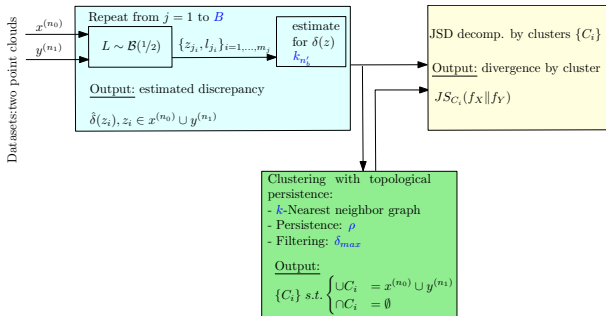 Datasets:two point clouds
x^{(n_0)}
y^{(n_1)}
Repeat from j = 1 to B
L ∼ B(1/2)
{z_{j_i}, l_{j_i}}_{i=1,...,m_j}
estimate
for δ(z)
k_{n'_b}
Output: estimated discrepancy
δ̂(z_i), z_i ∈ x^{(n_0)} ∪ y^{(n_1)}
JSD decomp. by clusters {C_i}
Output: divergence by cluster
JS_{C_i}(f_X‖f_Y)
Clustering with topological
persistence:
- k-Nearest neighbor graph
- Persistence: ρ
- Filtering: δ_{max}
Output:
{C_i} s.t. { ∪C_i = x^{(n_0)} ∪ y^{(n_1)}
∩C_i = ∅